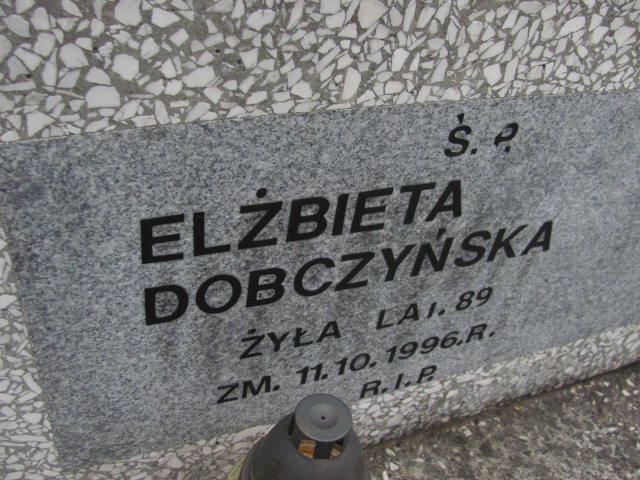 Ś. P.
ELŻBIETA
DOBCZYŃSKA
ŻYŁA LAT. 89
ZM. 11.10.1996.R.
R.I.P.